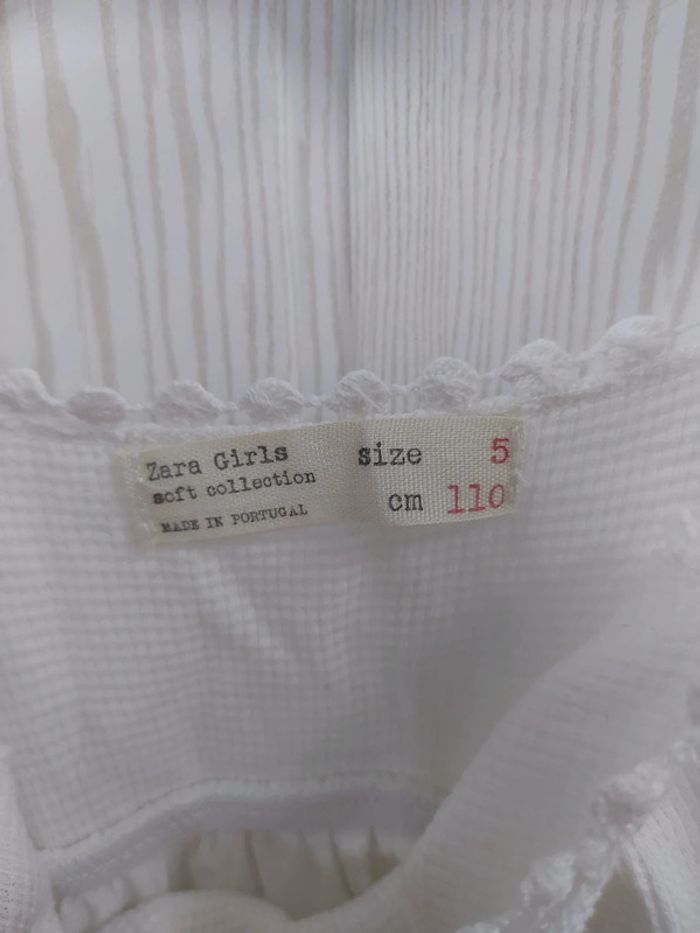 Zara Girls
soft collection
MADE IN PORTUGAL
size 5
cm 110